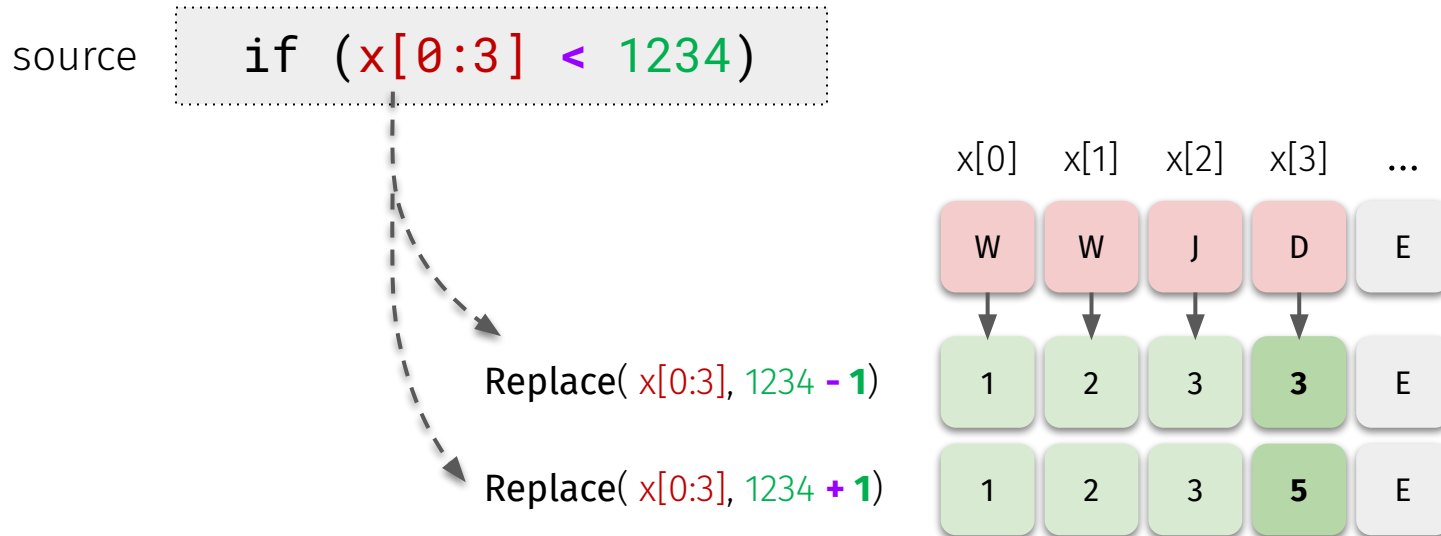 source
if (x[0:3] < 1234)
x[0] x[1] x[2] x[3] ...
W W J D E
Replace( x[0:3], 1234 - 1) 1 2 3 3 E
Replace( x[0:3], 1234 + 1) 1 2 3 5 E